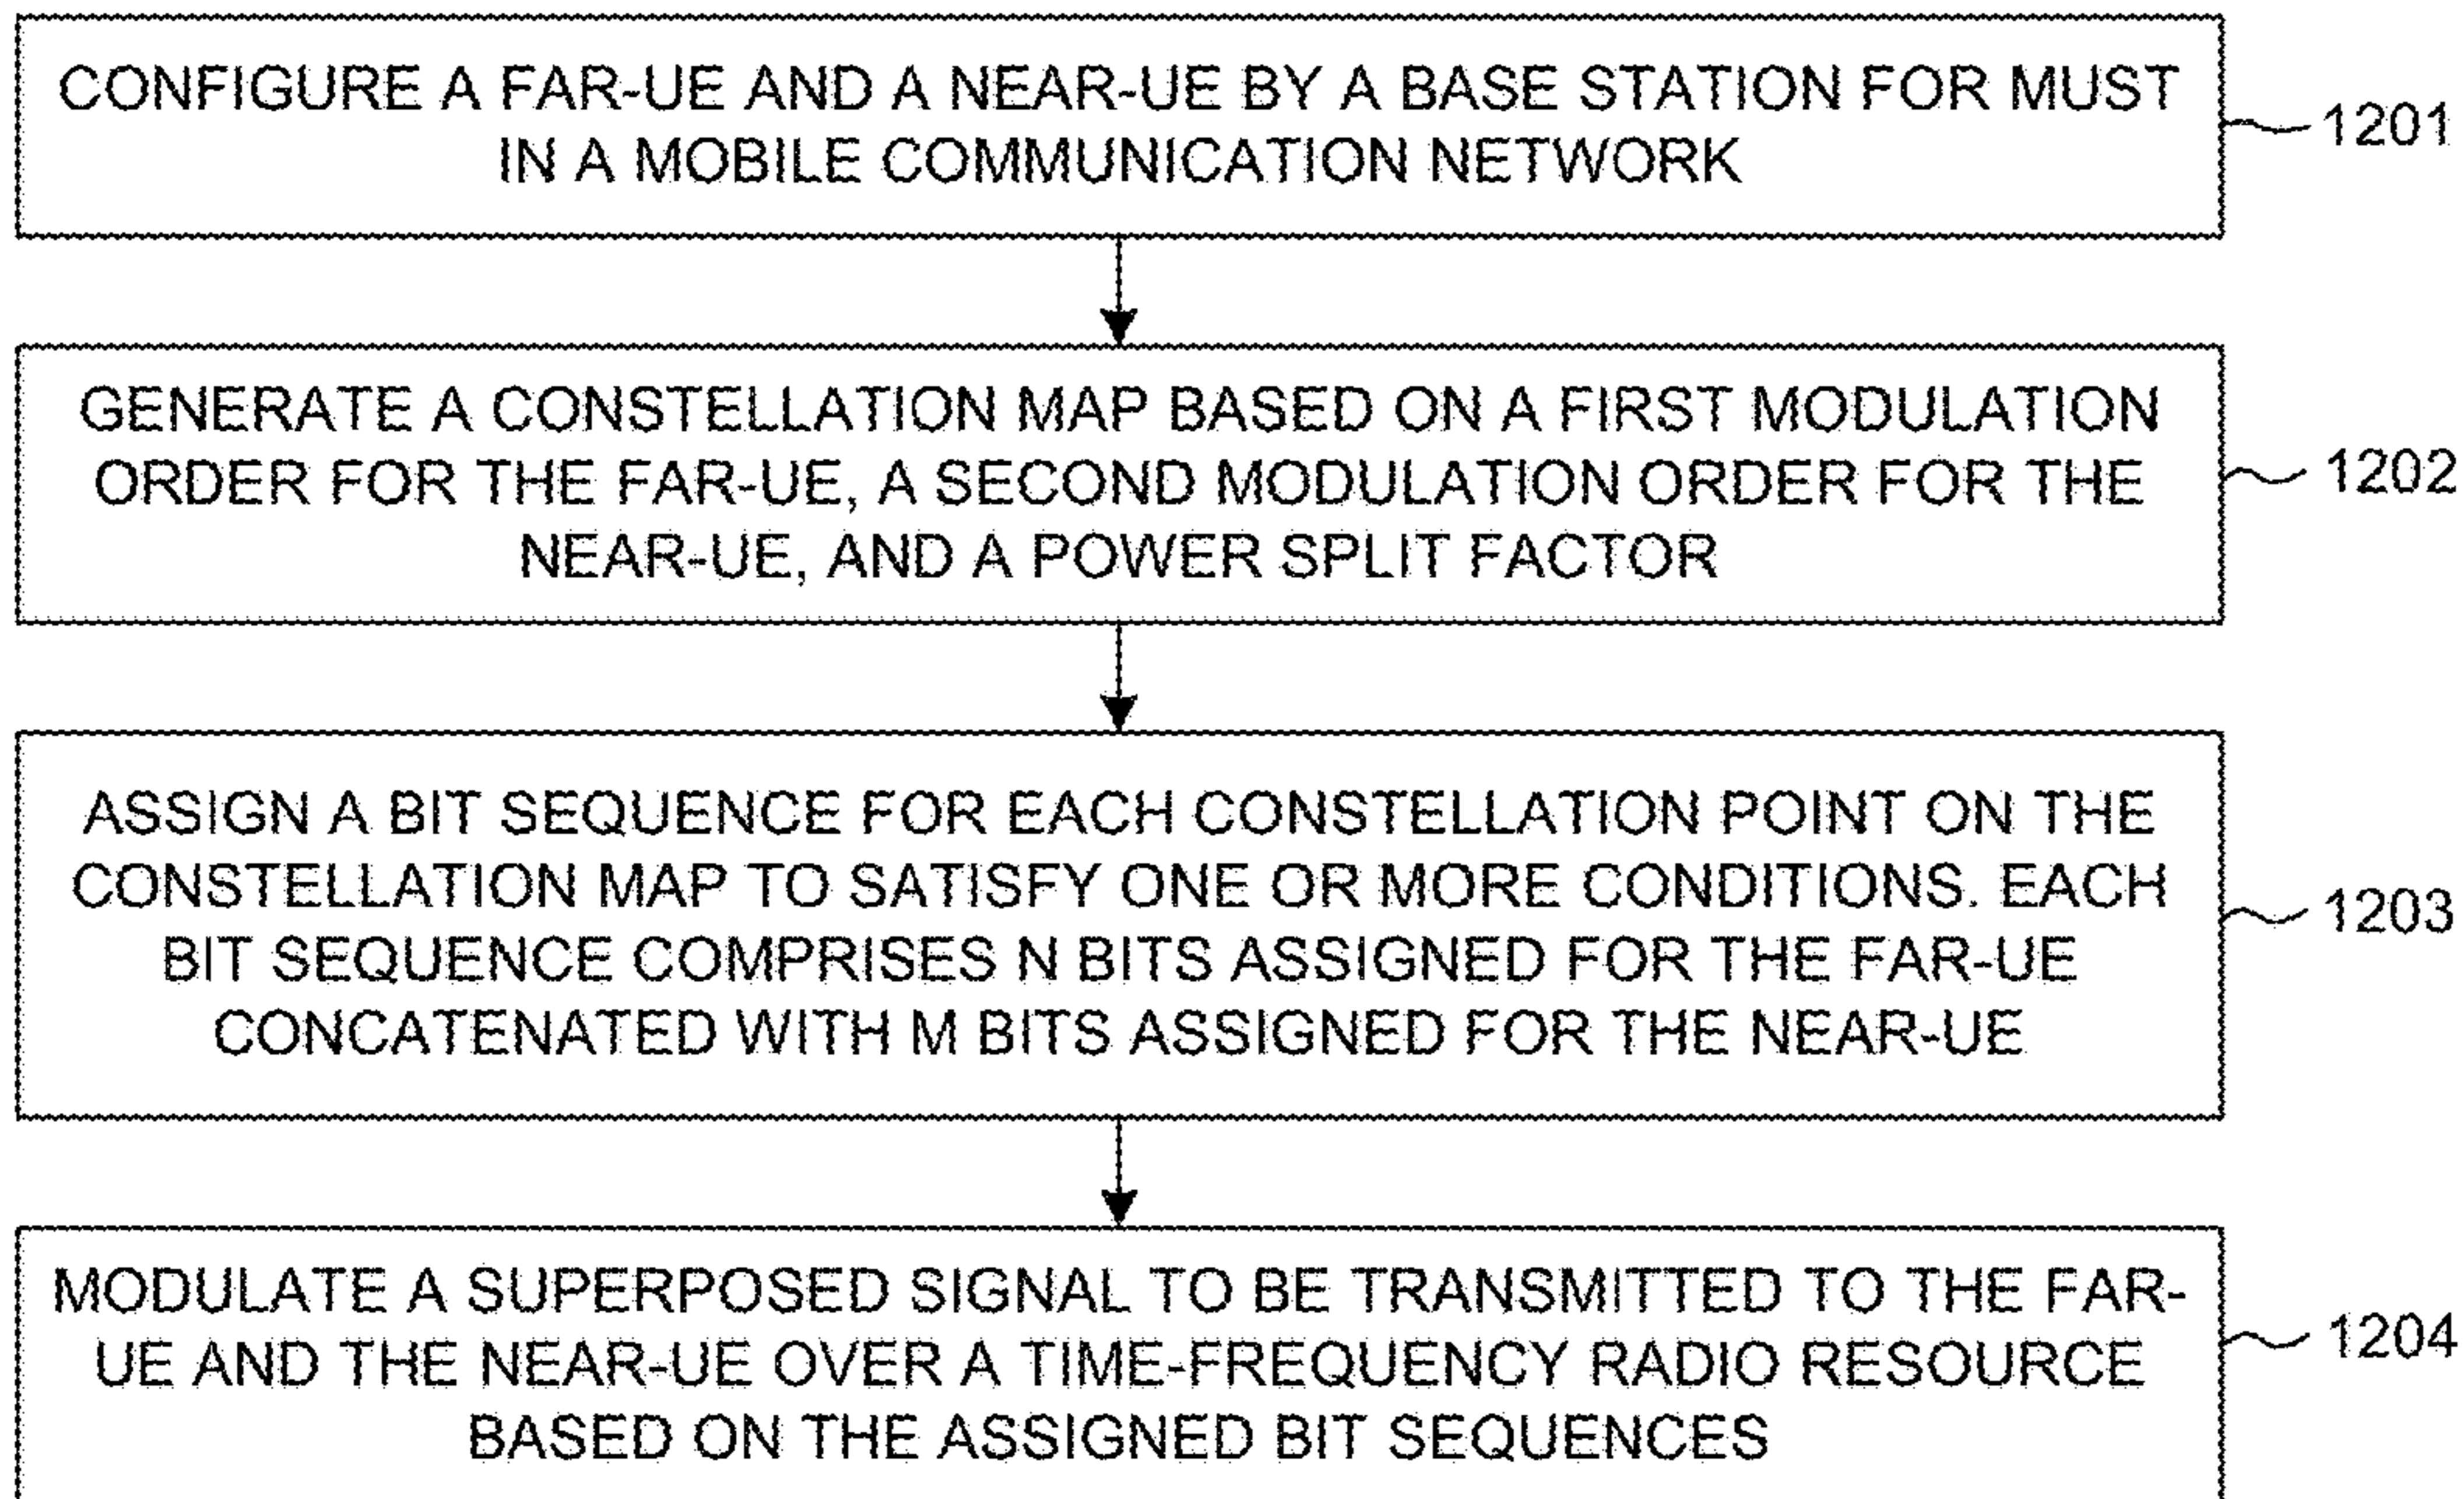 CONFIGURE A FAR-UE AND A NEAR-UE BY A BASE STATION FOR MUST
IN A MOBILE COMMUNICATION NETWORK
1201
GENERATE A CONSTELLATION MAP BASED ON A FIRST MODULATION
ORDER FOR THE FAR-UE, A SECOND MODULATION ORDER FOR THE
NEAR-UE, AND A POWER SPLIT FACTOR
1202
ASSIGN A BIT SEQUENCE FOR EACH CONSTELLATION POINT ON THE
CONSTELLATION MAP TO SATISFY ONE OR MORE CONDITIONS. EACH
BIT SEQUENCE COMPRISES N BITS ASSIGNED FOR THE FAR-UE
CONCATENATED WITH M BITS ASSIGNED FOR THE NEAR-UE
1203
MODULATE A SUPERPOSED SIGNAL TO BE TRANSMITTED TO THE FAR-
UE AND THE NEAR-UE OVER A TIME-FREQUENCY RADIO RESOURCE
BASED ON THE ASSIGNED BIT SEQUENCES
1204